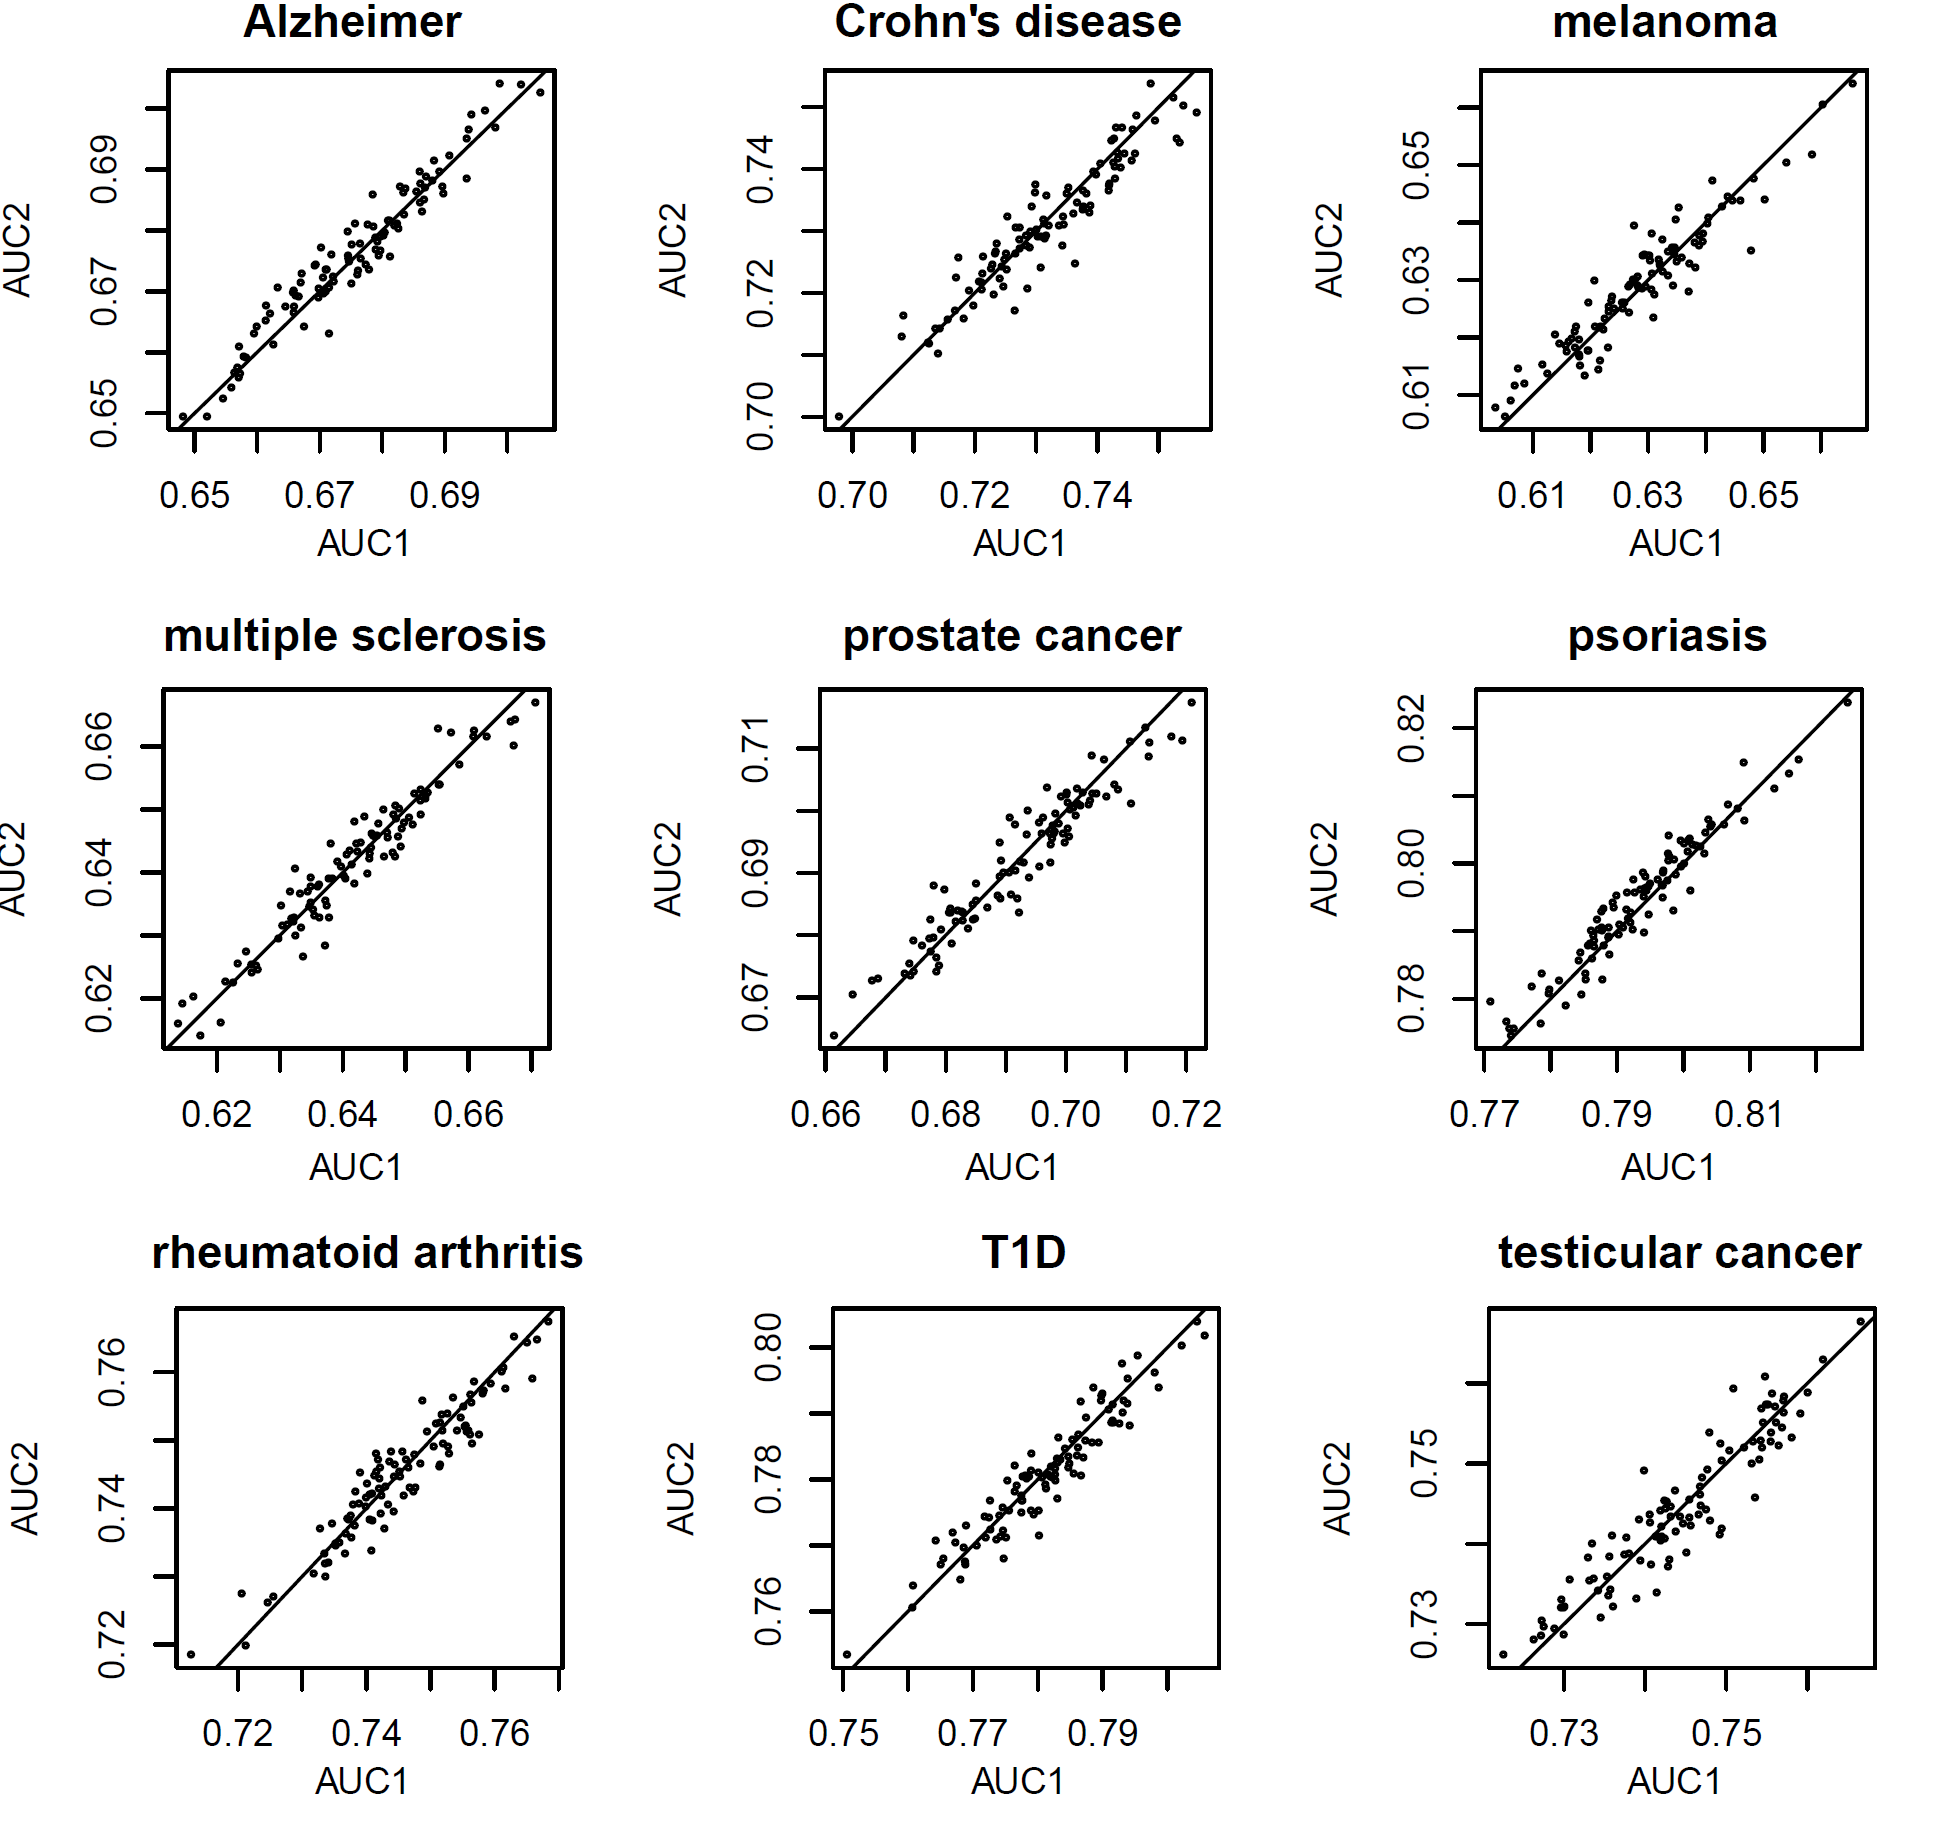 Alzheimer
AUC2
0.65 0.67 0.69
0.65 0.67 0.69
AUC1
Crohn's disease
AUC2
0.70 0.72 0.74
0.70 0.72 0.74
AUC1
melanoma
AUC2
0.61 0.63 0.65
0.61 0.63 0.65
AUC1
multiple sclerosis
AUC2
0.62 0.64 0.66
0.62 0.64 0.66
AUC1
prostate cancer
AUC2
0.67 0.69 0.71
0.66 0.68 0.70 0.72
AUC1
psoriasis
AUC2
0.78 0.80 0.82
0.77 0.79 0.81
AUC1
rheumatoid arthritis
AUC2
0.72 0.74 0.76
0.72 0.74 0.76
AUC1
T1D
AUC2
0.76 0.78 0.80
0.75 0.77 0.79
AUC1
testicular cancer
AUC2
0.73 0.75
0.73 0.75
AUC1